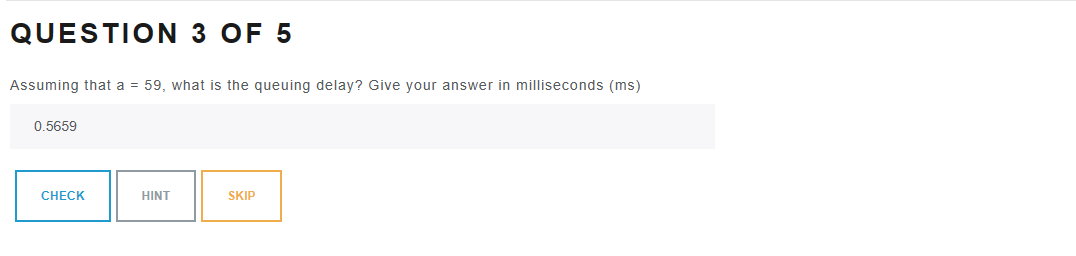 QUESTION 3 OF 5
Assuming that a = 59, what is the queuing delay? Give your answer in milliseconds (ms)
0.5659
CHECK HINT SKIP